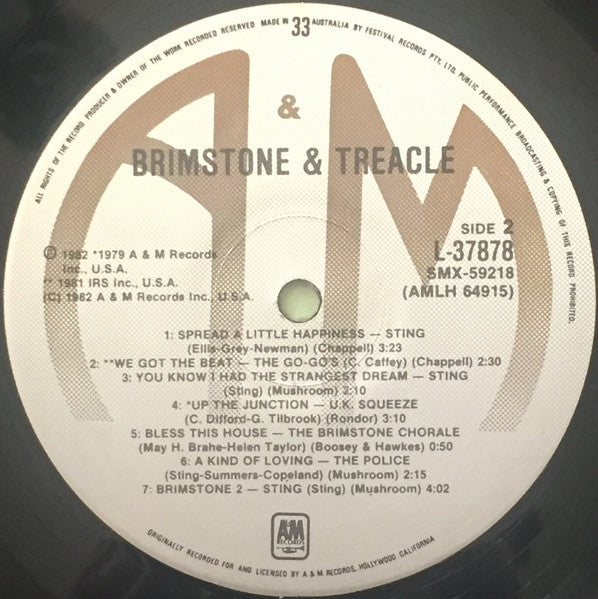 ALL RIGHTS OF THE RECORD PRODUCER & OWNER OF THE WORK RECORDED RESERVED MADE IN 33 AUSTRALIA BY FESTIVAL RECORDS PTY. LTD. PUBLIC PERFORMANCE BROADCASTING & COPYING OF THIS RECORD PROHIBITED.
A & M
BRIMSTONE & TREACLE
SIDE 2
L-37878
SMX-59218
(AMLH 64915)
Ⓟ 1982 *1979 A & M Records
Inc., U.S.A.
** 1981 IRS Inc., U.S.A.
(C) 1982 A & M Records Inc., U.S.A.
1: SPREAD A LITTLE HAPPINESS — STING
(Ellis-Grey-Newman) (Chappell) 3:23
2: **WE GOT THE BEAT — THE GO-GO'S (C. Caffey) (Chappell) 2:30
3: YOU KNOW I HAD THE STRANGEST DREAM — STING
(Sting) (Mushroom) 2:10
4: *UP THE JUNCTION — U.K. SQUEEZE
(C. Difford-G. Tilbrook) (Rondor) 3:10
5: BLESS THIS HOUSE — THE BRIMSTONE CHORALE
(May H. Brahe-Helen Taylor) (Boosey & Hawkes) 0:50
6: A KIND OF LOVING — THE POLICE
(Sting-Summers-Copeland) (Mushroom) 2:15
7: BRIMSTONE 2 — STING (Sting) (Mushroom) 4:02
A&M
RECORDS
ORIGINALLY RECORDED FOR AND LICENSED BY A & M RECORDS, HOLLYWOOD CALIFORNIA